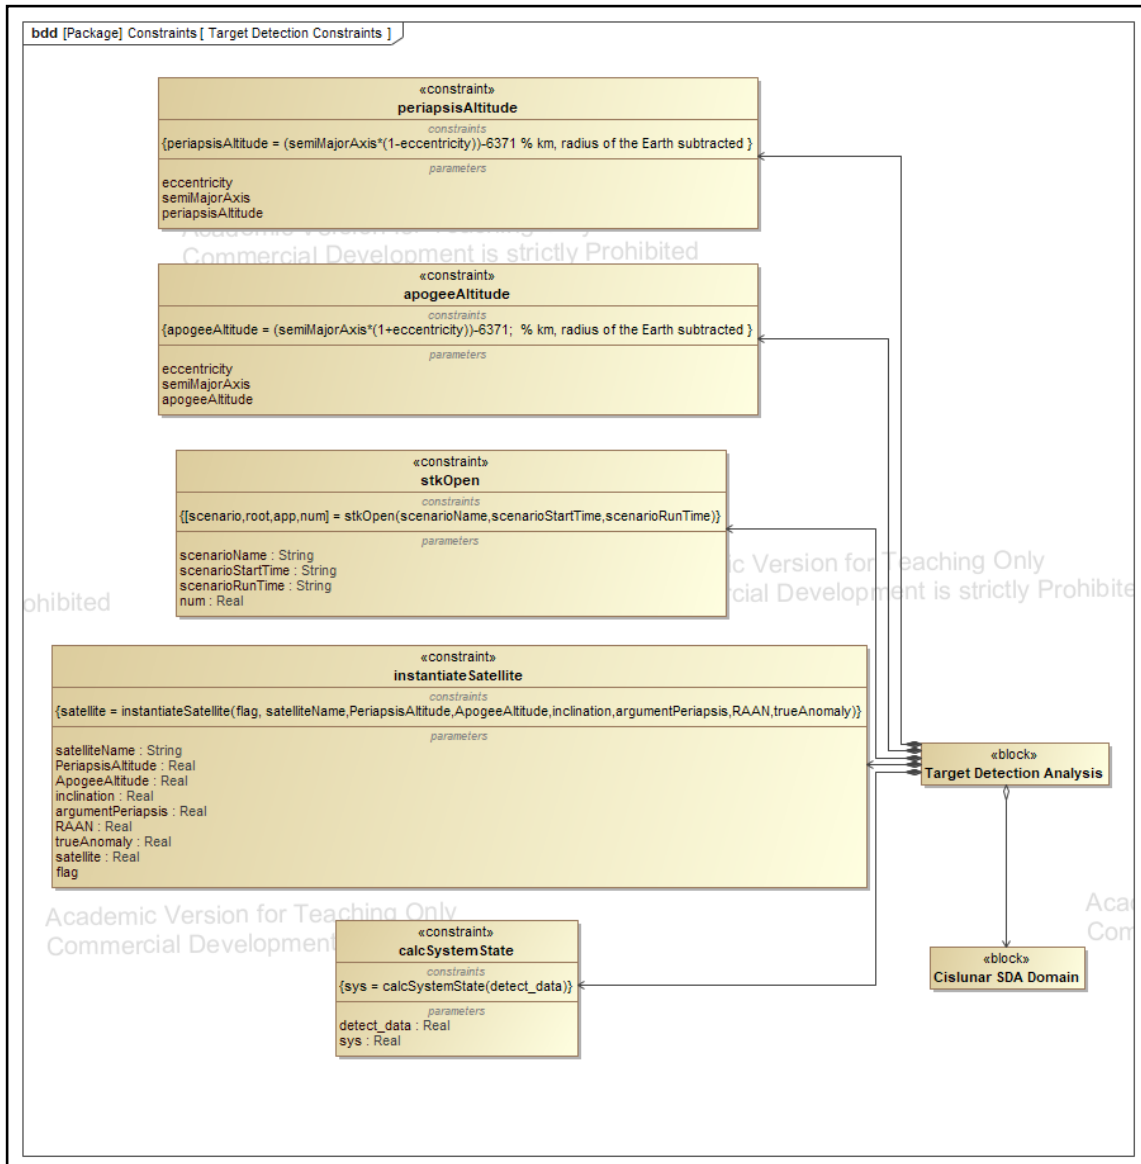 bdd [Package] Constraints [ Target Detection Constraints ]
«constraint»
periapsisAltitude
constraints
{periapsisAltitude = (semiMajorAxis*(1-eccentricity))-6371 % km, radius of the Earth subtracted }
parameters
eccentricity
semiMajorAxis
periapsisAltitude
Commercial Development is strictly Prohibited
«constraint»
apogeeAltitude
constraints
{apogeeAltitude = (semiMajorAxis*(1+eccentricity))-6371;  % km, radius of the Earth subtracted }
parameters
eccentricity
semiMajorAxis
apogeeAltitude
«constraint»
stkOpen
constraints
{[scenario,root,app,num] = stkOpen(scenarioName,scenarioStartTime,scenarioRunTime)}
parameters
scenarioName : String
scenarioStartTime : String
scenarioRunTime : String
num : Real
ic Version for Teaching Only
cial Development is strictly Prohibite
ohibited
«constraint»
instantiateSatellite
constraints
{satellite = instantiateSatellite(flag, satelliteName,PeriapsisAltitude,ApogeeAltitude,inclination,argumentPeriapsis,RAAN,trueAnomaly)}
parameters
satelliteName : String
PeriapsisAltitude : Real
ApogeeAltitude : Real
inclination : Real
argumentPeriapsis : Real
RAAN : Real
trueAnomaly : Real
satellite : Real
flag
«block»
Target Detection Analysis
Academic Version for Teaching Only
Commercial Development
Aca
Com
«constraint»
calcSystemState
constraints
{sys = calcSystemState(detect_data)}
parameters
detect_data : Real
sys : Real
«block»
Cislunar SDA Domain